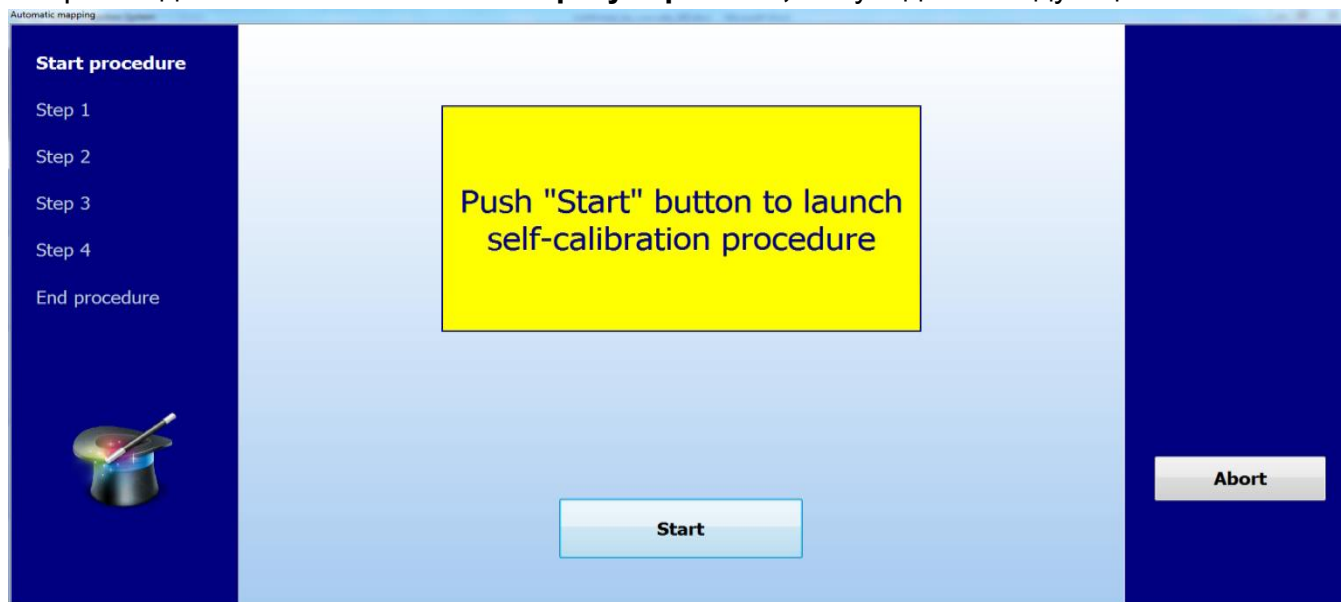 Automatic mapping
Start procedure
Step 1
Step 2
Step 3
Step 4
End procedure
Push "Start" button to launch
self-calibration procedure
Start
Abort